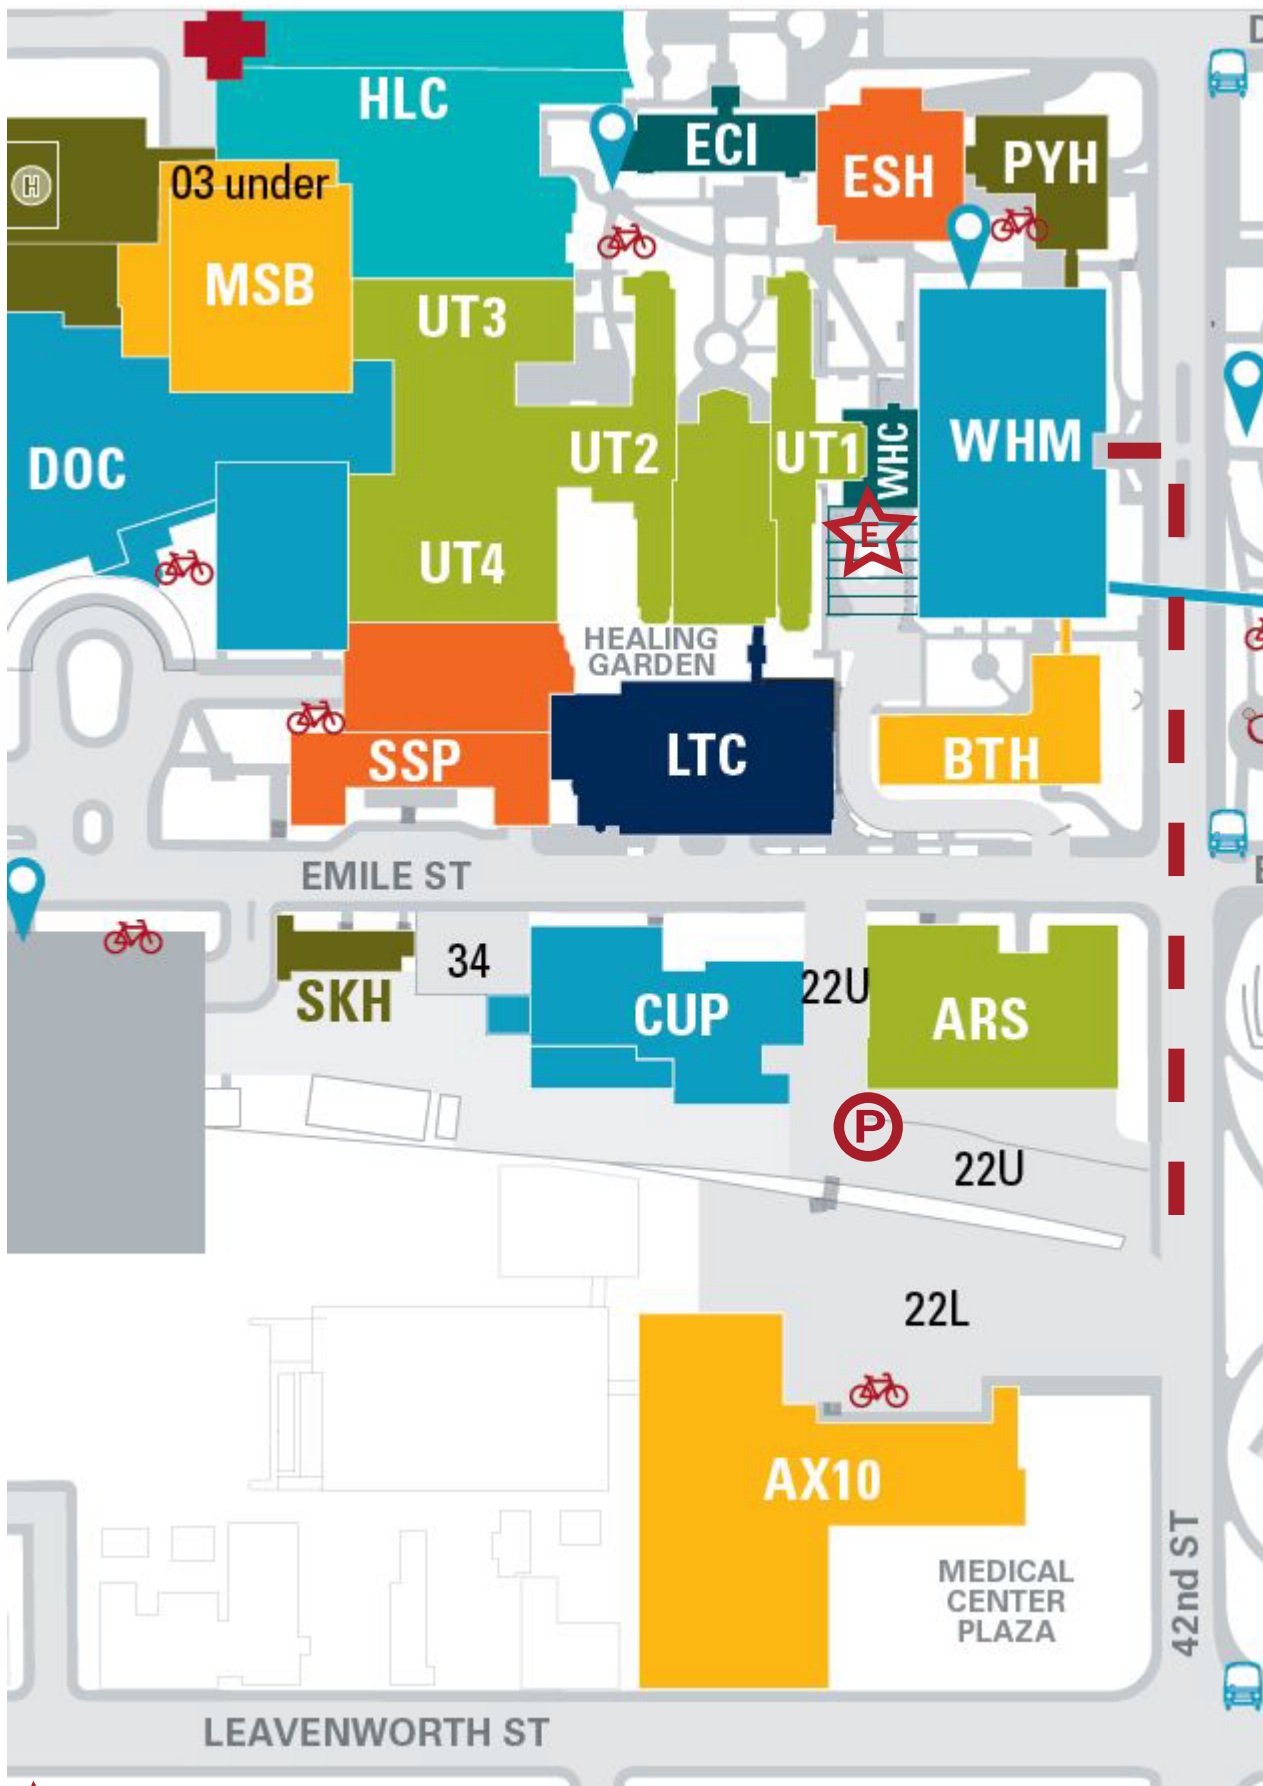 D
HLC
ECI
ESH
PYH
03 under
H
MSB
UT3
DOC
UT2
UT1
WHC
WHM
E
UT4
HEALING
GARDEN
SSP
LTC
BTH
EMILE ST
E
34
SKH
CUP
22U
ARS
P
22U
22L
AX10
MEDICAL
CENTER
PLAZA
42nd ST
LEAVENWORTH ST